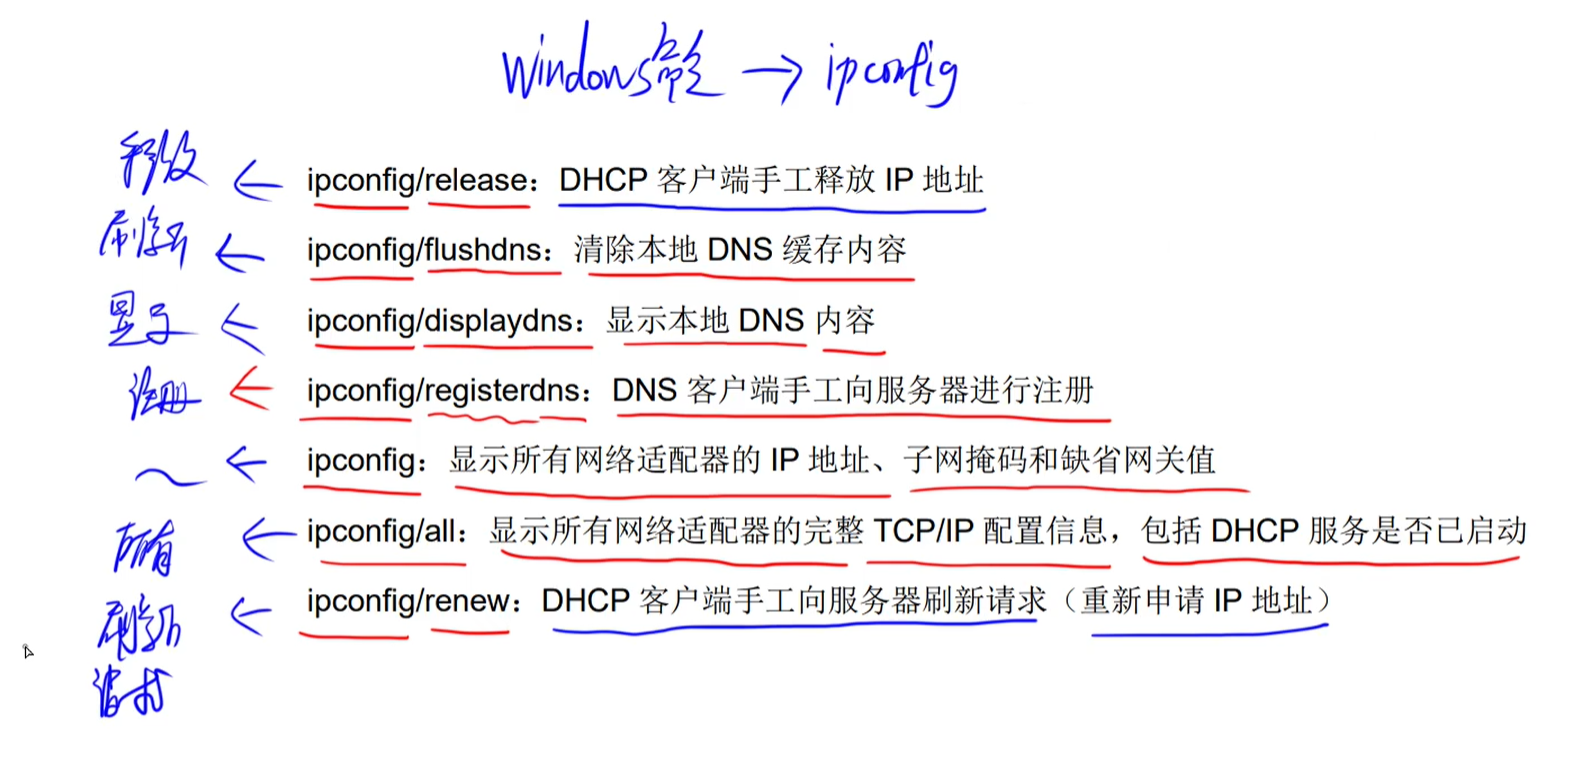 Windows命令 → ipconfig
释放 ← ipconfig/release：DHCP 客户端手工释放 IP 地址
刷新 ← ipconfig/flushdns：清除本地 DNS 缓存内容
显示 ← ipconfig/displaydns：显示本地 DNS 内容
注册 ← ipconfig/registerdns：DNS 客户端手工向服务器进行注册
～ ← ipconfig：显示所有网络适配器的 IP 地址、子网掩码和缺省网关值
所有 ← ipconfig/all：显示所有网络适配器的完整 TCP/IP 配置信息，包括 DHCP 服务是否已启动
刷新 ← ipconfig/renew：DHCP 客户端手工向服务器刷新请求（重新申请 IP 地址）
请求